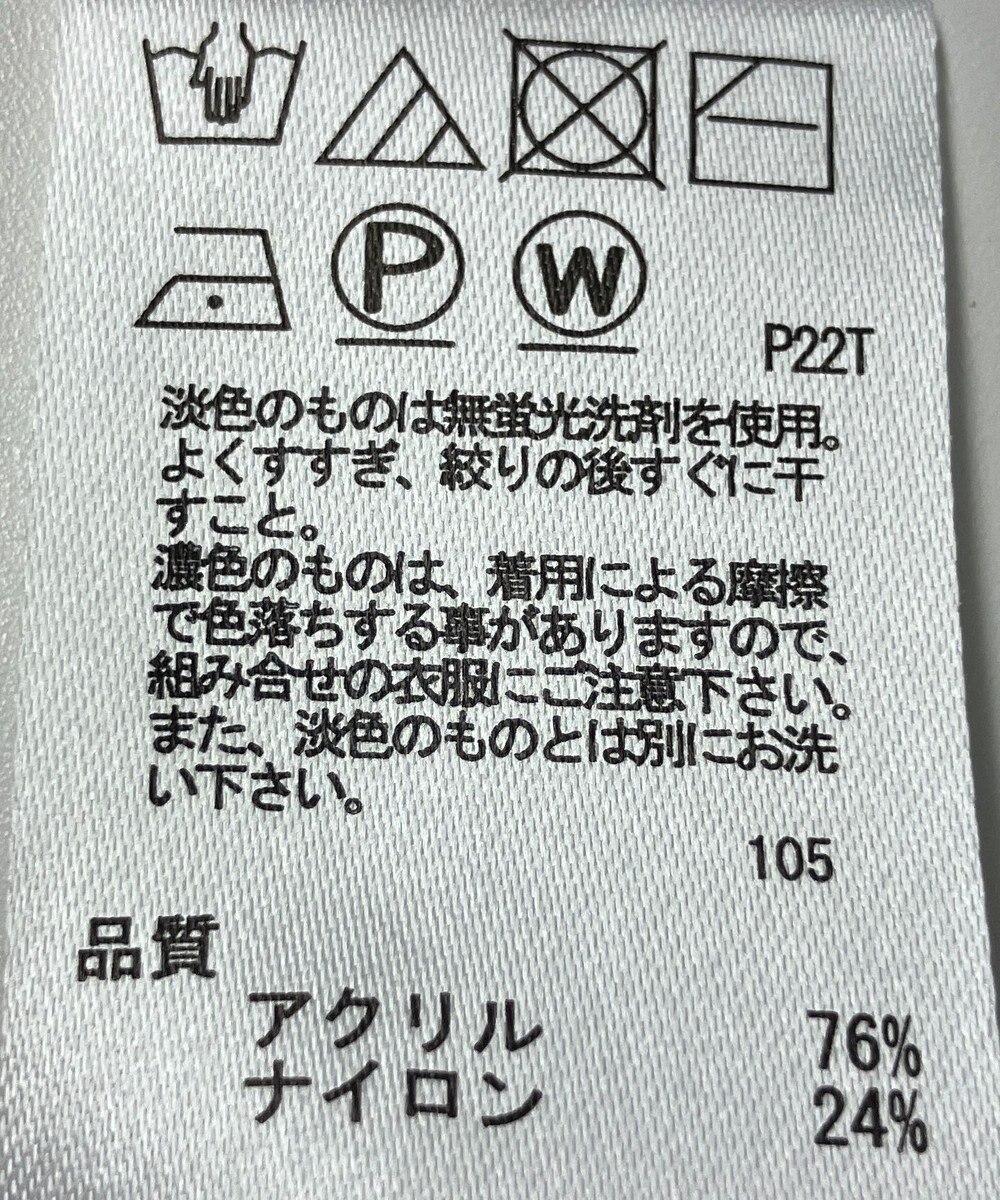 P
W
P22T
淡色のものは無蛍光洗剤を使用。
よくすすぎ、絞りの後すぐに干
すこと。
濃色のものは、着用による摩擦
で色落ちする事がありますので、
組み合せの衣服にご注意下さい。
また、淡色のものとは別にお洗
い下さい。
105
品質
アクリル 76%
ナイロン 24%